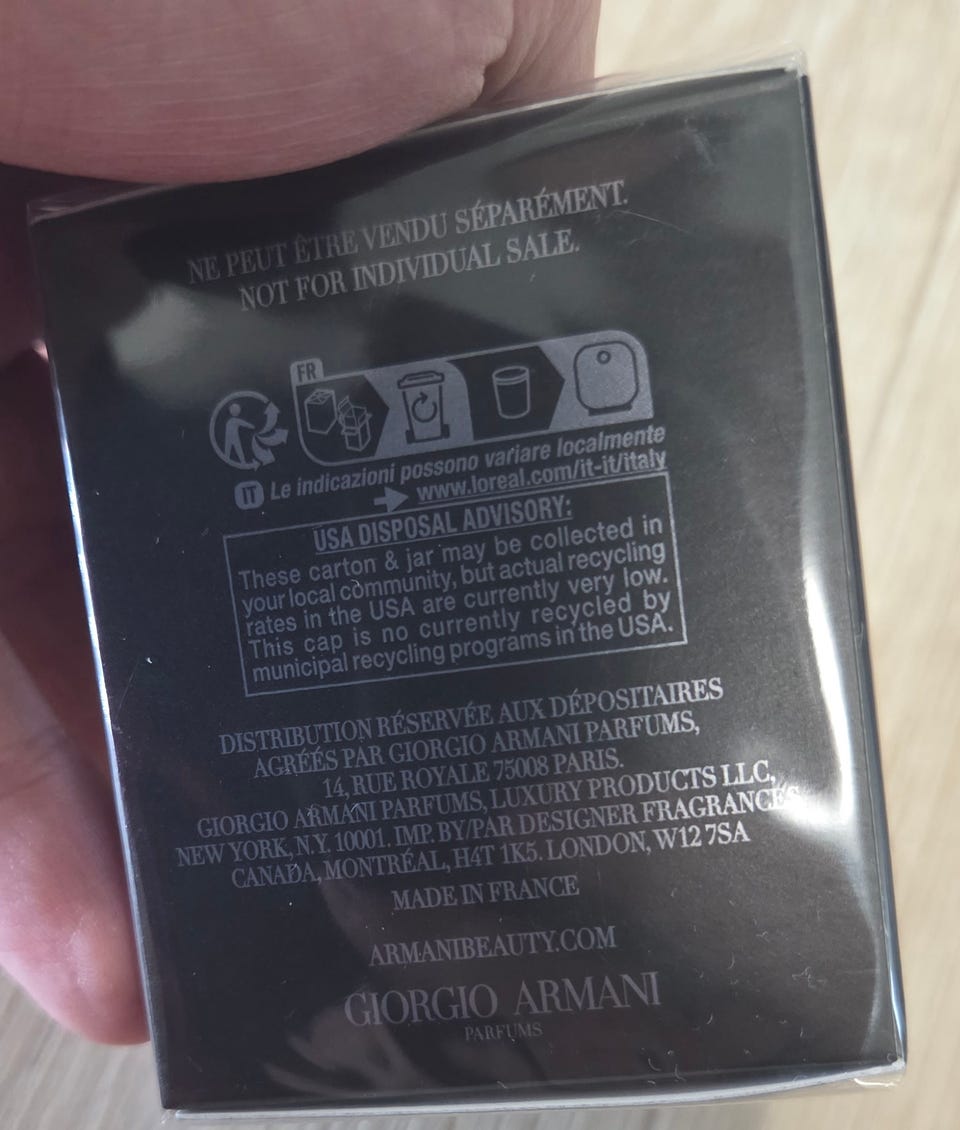 NE PEUT ÊTRE VENDU SÉPARÉMENT.
NOT FOR INDIVIDUAL SALE.
FR
IT Le indicazioni possono variare localmente
www.loreal.com/it-it/italy
USA DISPOSAL ADVISORY:
These carton & jar may be collected in
your local community, but actual recycling
rates in the USA are currently very low.
This cap is no currently recycled by
municipal recycling programs in the USA.
DISTRIBUTION RÉSERVÉE AUX DÉPOSITAIRES
AGRÉÉS PAR GIORGIO ARMANI PARFUMS,
14, RUE ROYALE 75008 PARIS.
GIORGIO ARMANI PARFUMS, LUXURY PRODUCTS LLC,
NEW YORK, N.Y. 10001. IMP. BY/PAR DESIGNER FRAGRANCES
CANADA, MONTRÉAL, H4T 1K5. LONDON, W12 7SA
MADE IN FRANCE
ARMANIBEAUTY.COM
GIORGIO ARMANI
PARFUMS